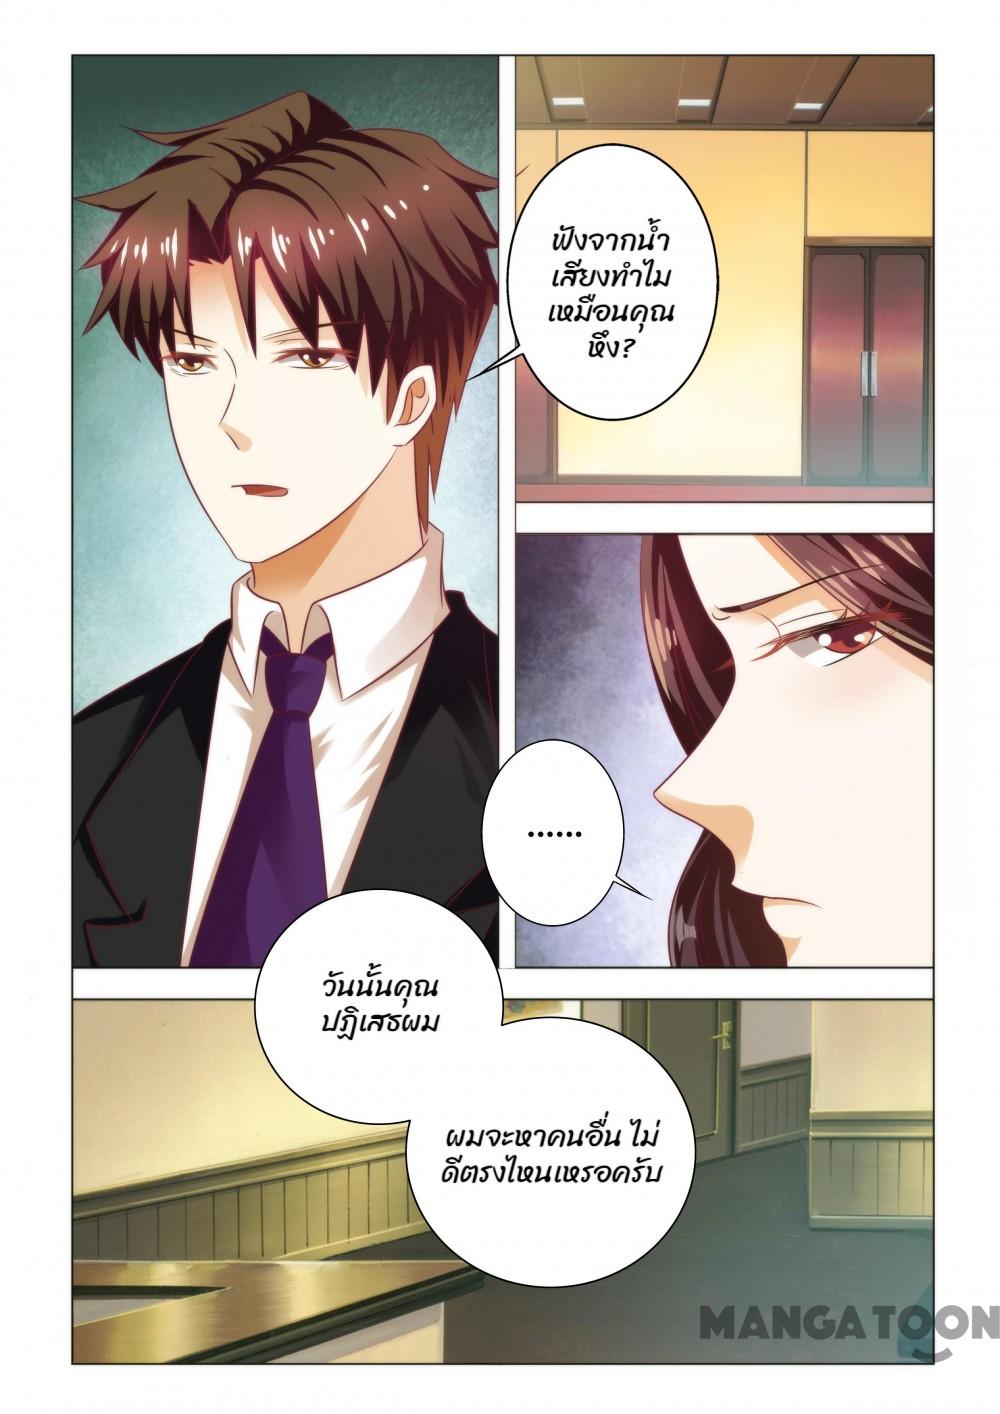 ฟังจากน้ำ
เสียงทำไม
เหมือนคุณ
หึง?
......
วันนั้นคุณ
ปฏิเสธผม
ผมจะหาคนอื่น ไม่
ดีตรงไหนเหรอครับ
MANGATOON